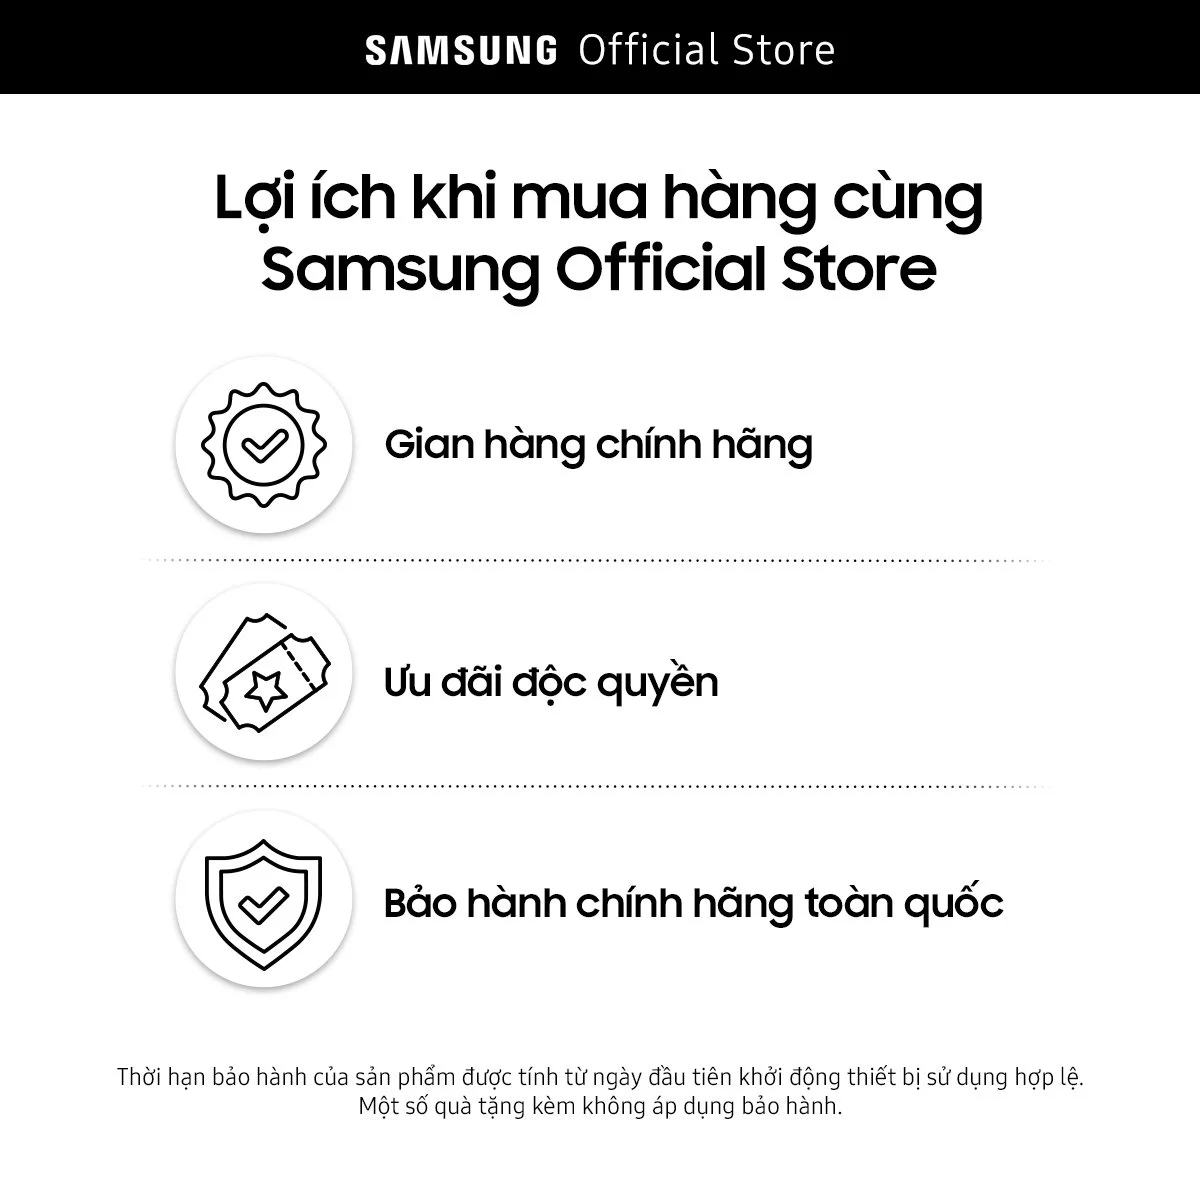 SAMSUNG Official Store
Lợi ích khi mua hàng cùng
Samsung Official Store
Gian hàng chính hãng
Ưu đãi độc quyền
Bảo hành chính hãng toàn quốc
Thời hạn bảo hành của sản phẩm được tính từ ngày đầu tiên khởi động thiết bị sử dụng hợp lệ.
Một số quà tặng kèm không áp dụng bảo hành.